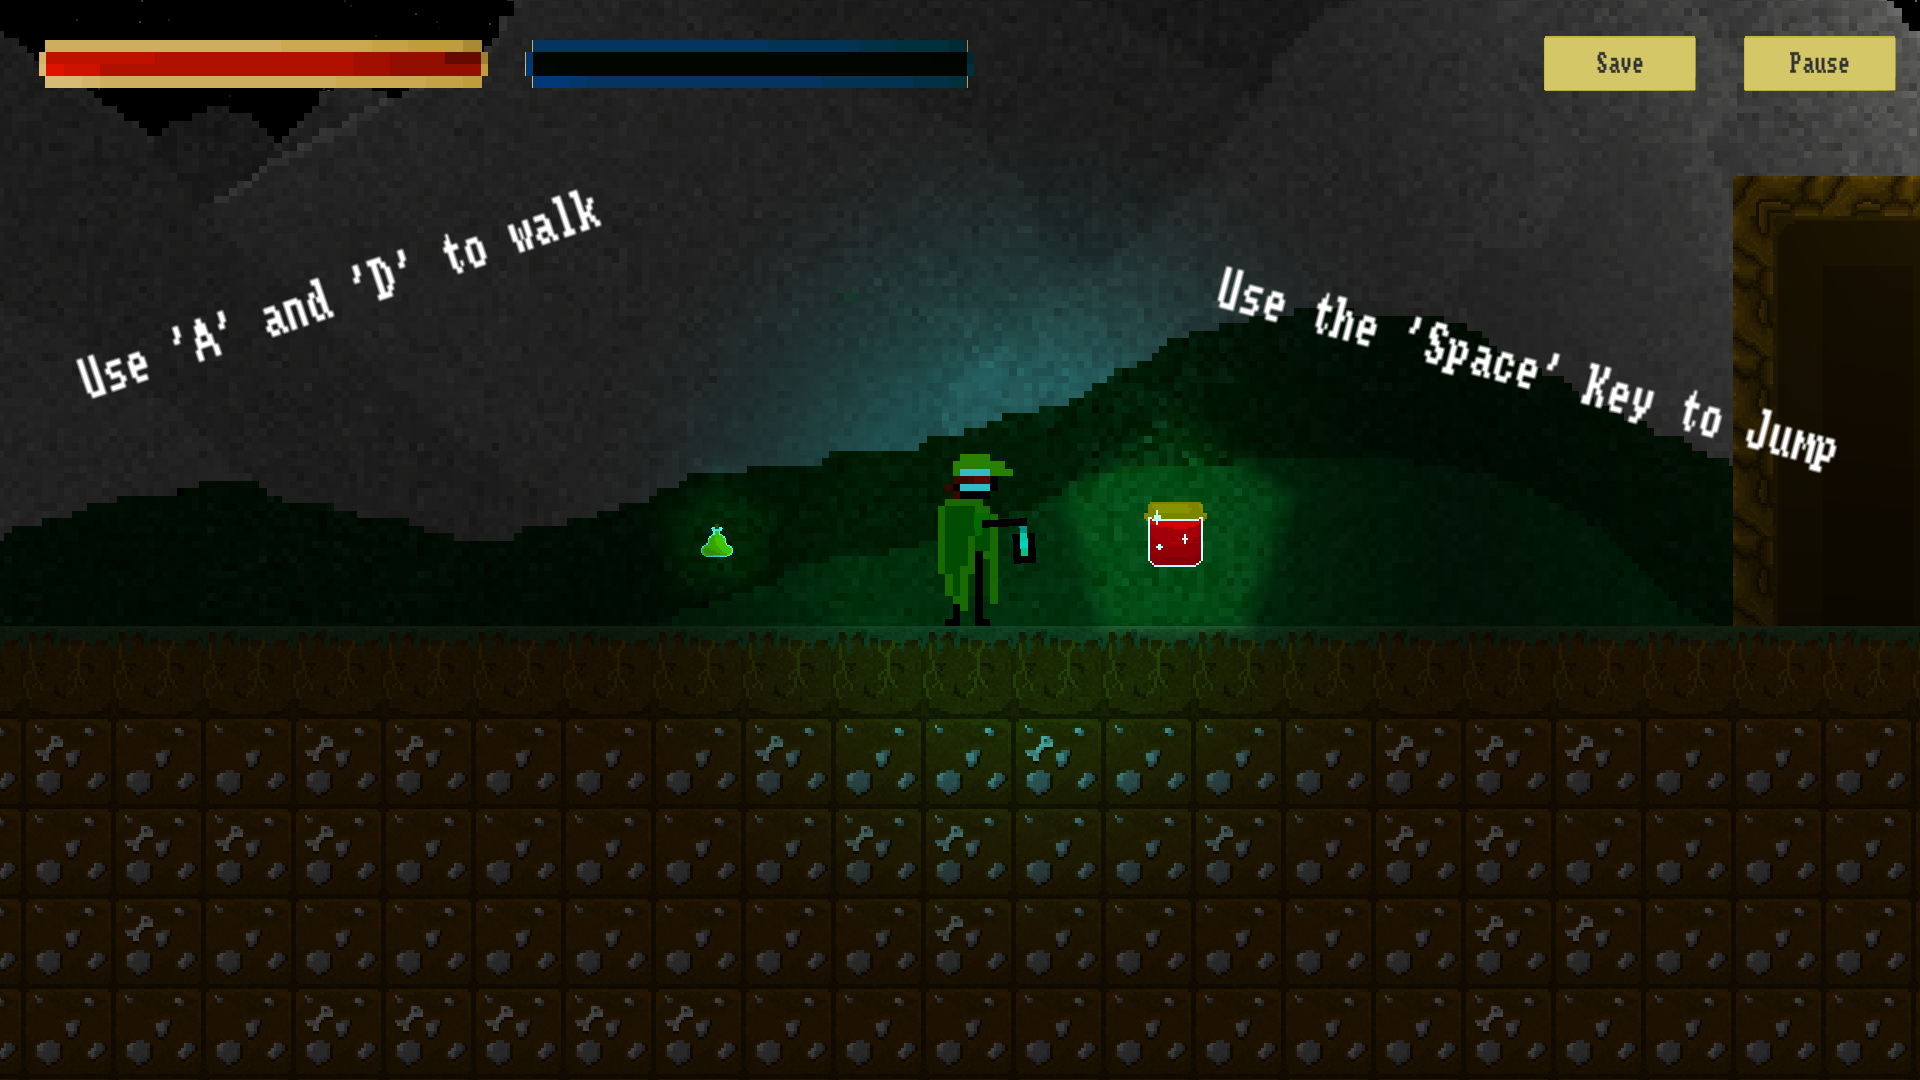 Save
Pause
Use 'A' and 'D' to walk
Use the 'Space' Key to Jump